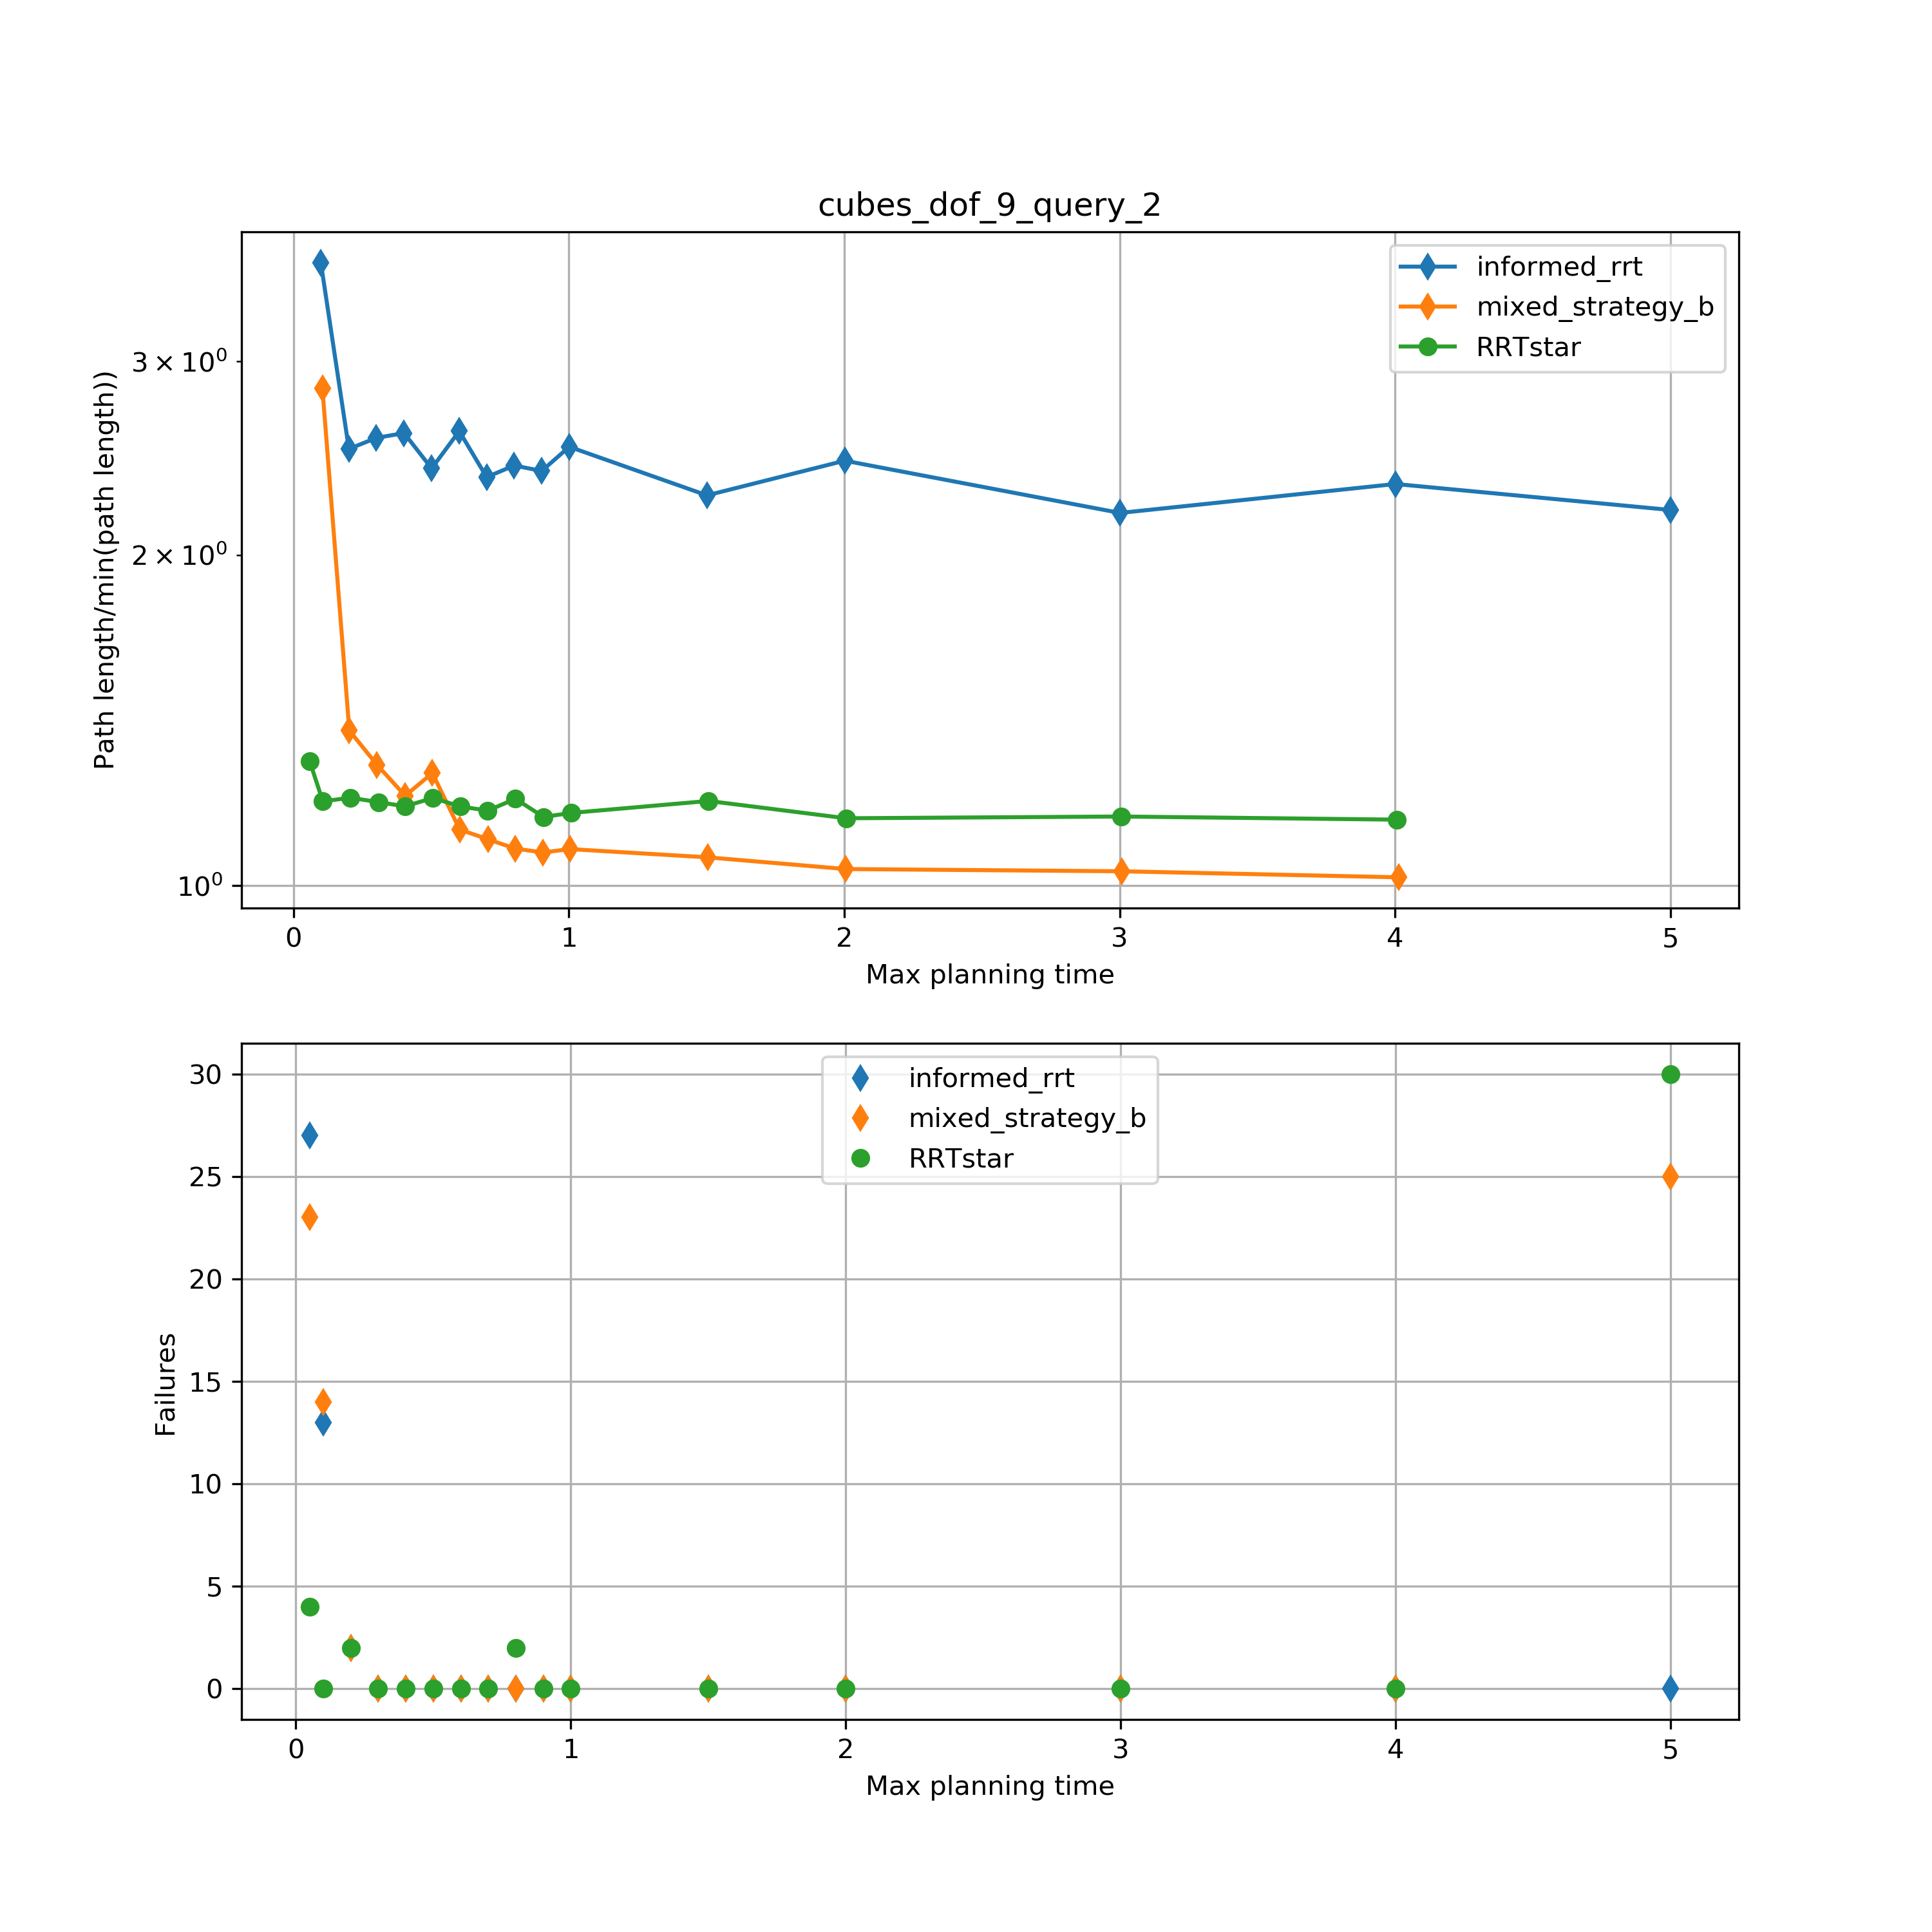 cubes_dof_9_query_2
informed_rrt
mixed_strategy_b
RRTstar
3 × 10⁰
2 × 10⁰
10⁰
Path length/min(path length))
0 1 2 3 4 5
Max planning time
informed_rrt
mixed_strategy_b
RRTstar
30
25
20
15
10
5
0
Failures
0 1 2 3 4 5
Max planning time